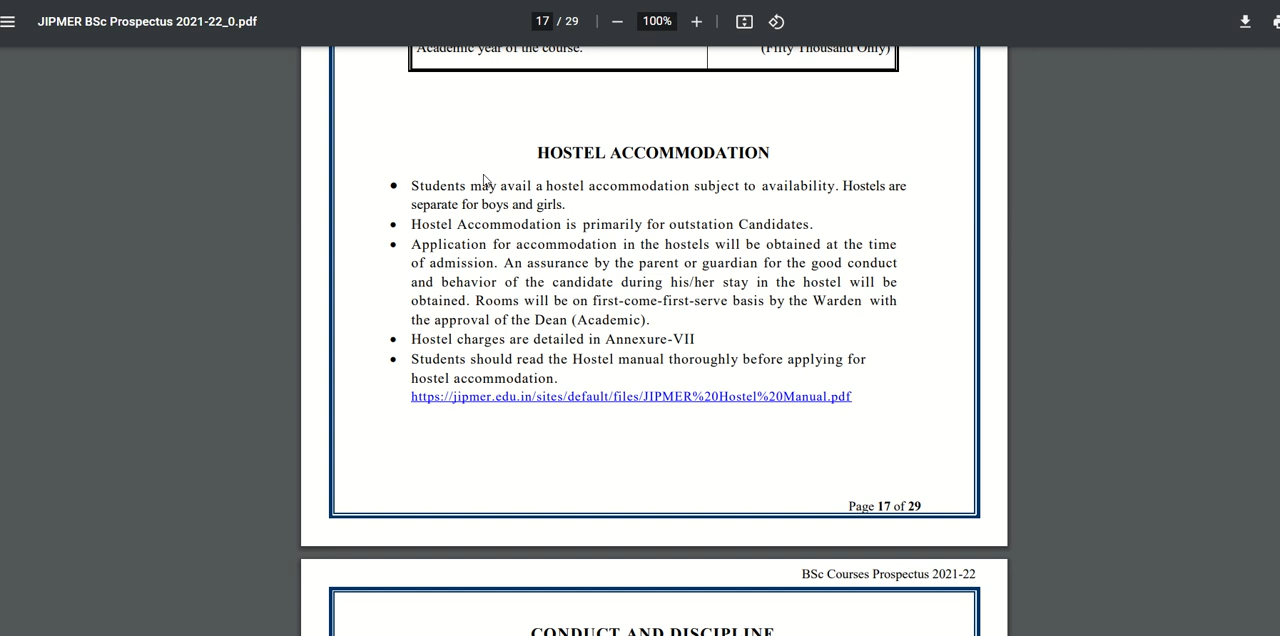 JIPMER BSc Prospectus 2021-22_0.pdf 17 / 29 100%
Academic year of the course. (Fifty Thousand Only)
HOSTEL ACCOMMODATION
• Students may avail a hostel accommodation subject to availability. Hostels are
separate for boys and girls.
• Hostel Accommodation is primarily for outstation Candidates.
• Application for accommodation in the hostels will be obtained at the time
of admission. An assurance by the parent or guardian for the good conduct
and behavior of the candidate during his/her stay in the hostel will be
obtained. Rooms will be on first-come-first-serve basis by the Warden with
the approval of the Dean (Academic).
• Hostel charges are detailed in Annexure-VII
• Students should read the Hostel manual thoroughly before applying for
hostel accommodation.
https://jipmer.edu.in/sites/default/files/JIPMER%20Hostel%20Manual.pdf
Page 17 of 29
BSc Courses Prospectus 2021-22
CONDUCT AND DISCIPLINE